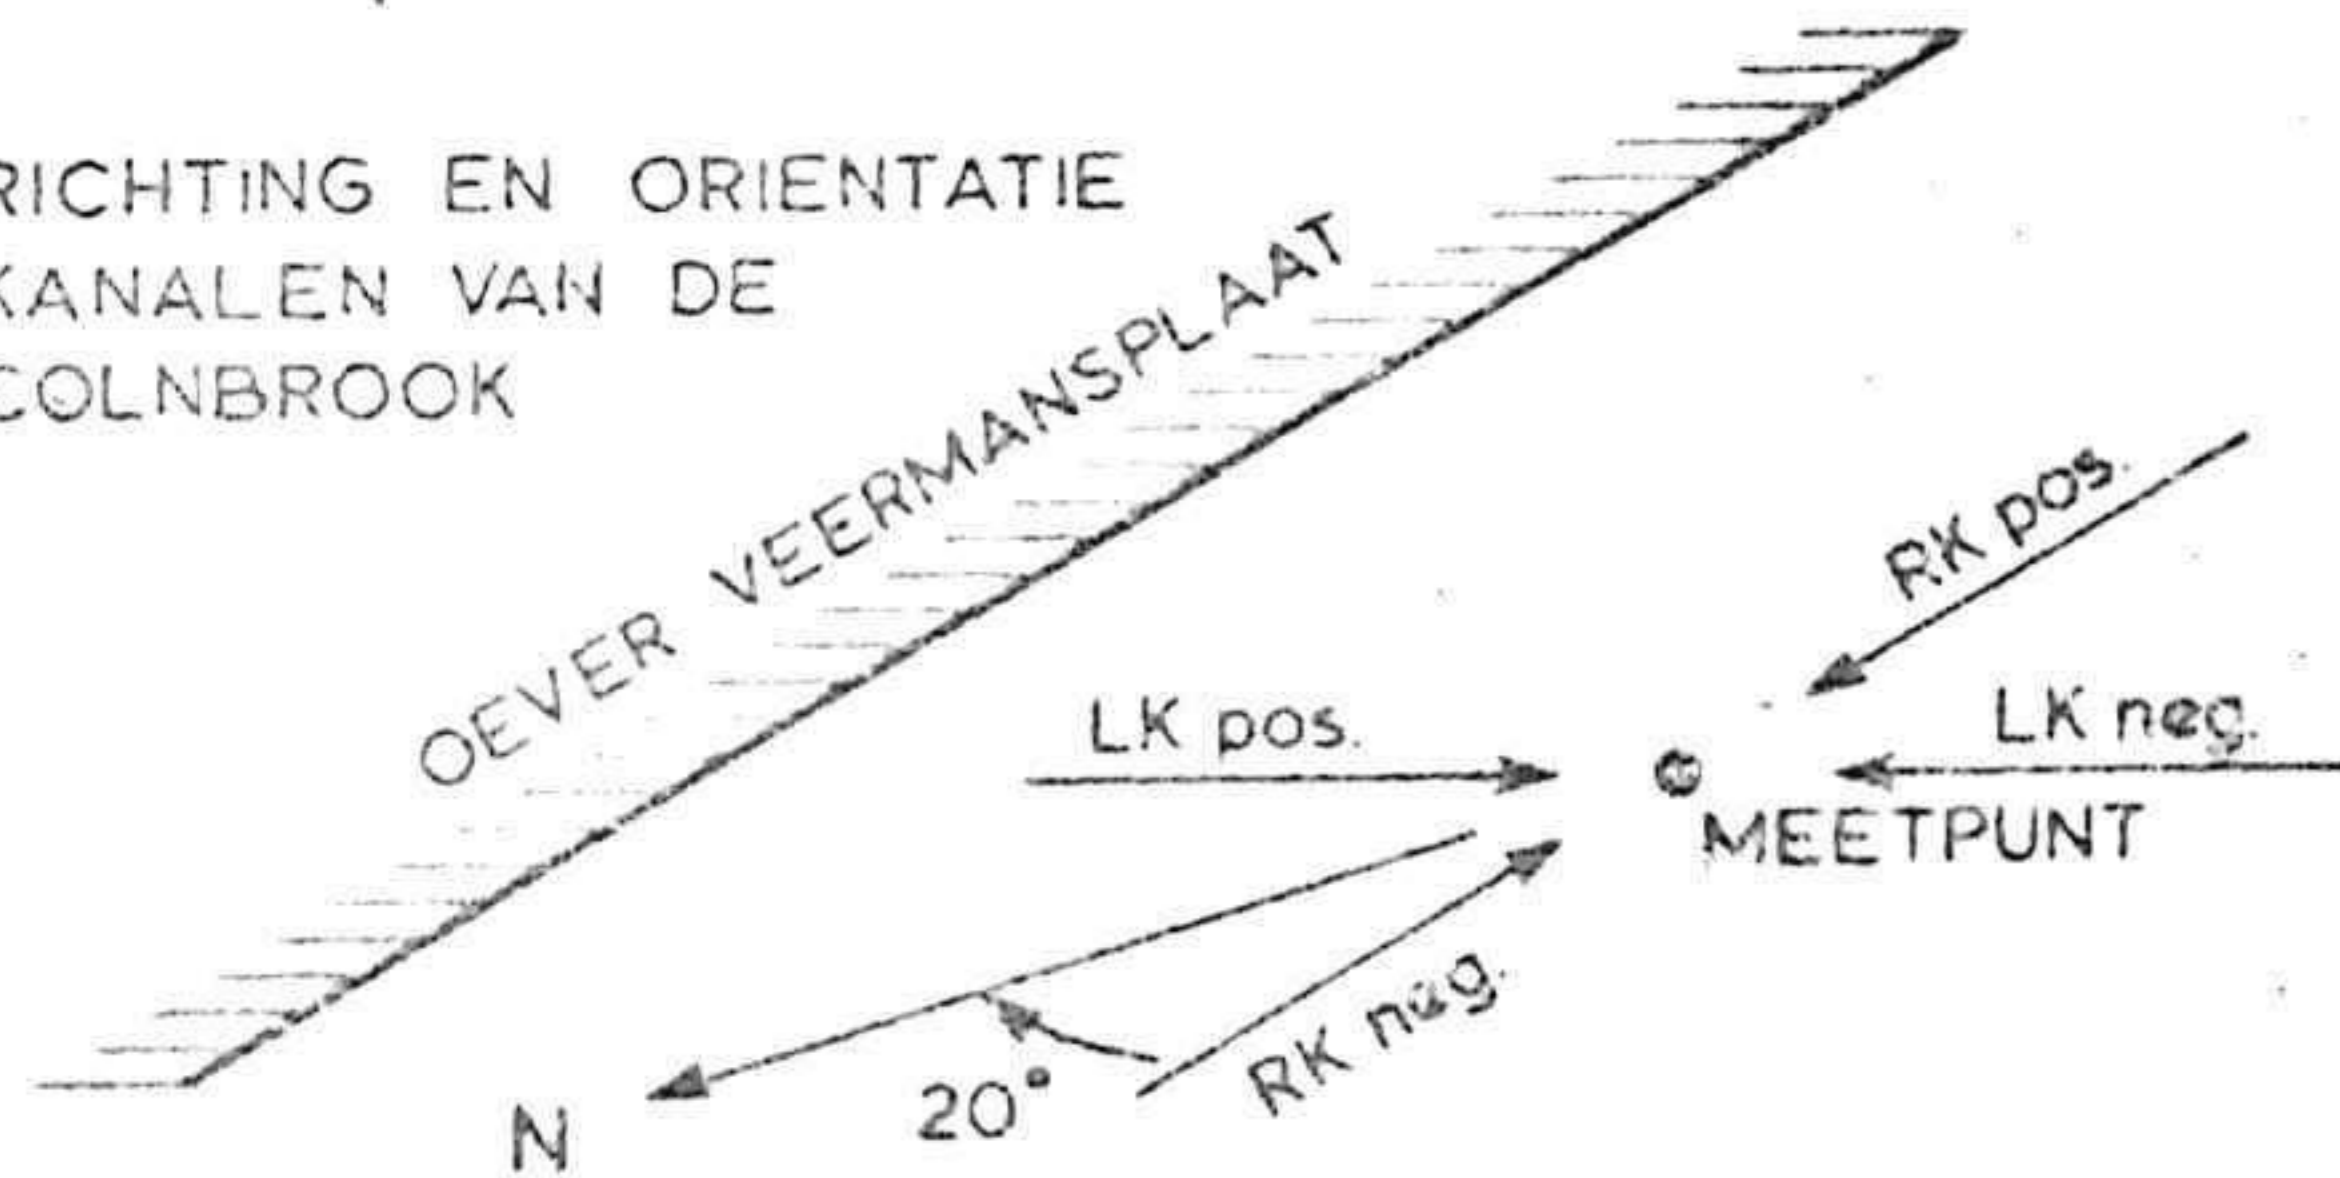 RICHTING EN ORIENTATIE
KANALEN VAN DE
COLNBROOK
OEVER VEERMANSPLAAT
RK pos.
LK pos.
LK neg.
MEETPUNT
RK neg.
20°
N